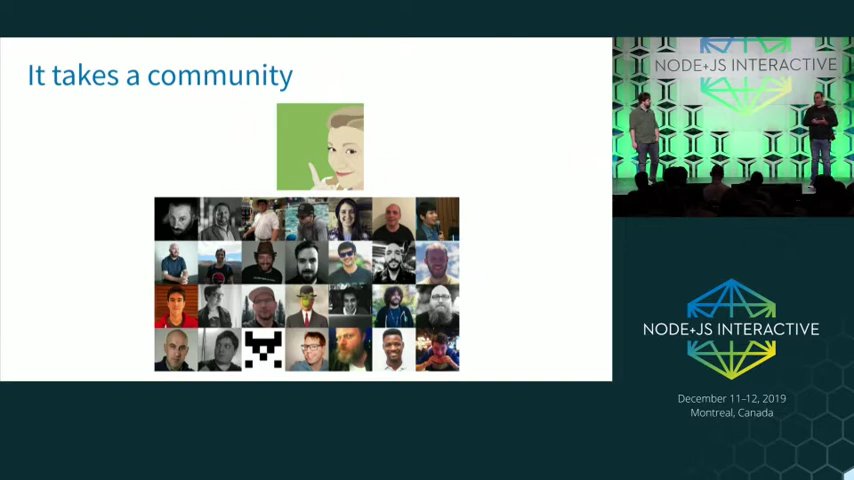 It takes a community
NODE+JS INTERACTIVE
NODE+JS INTERACTIVE
December 11–12, 2019
Montreal, Canada